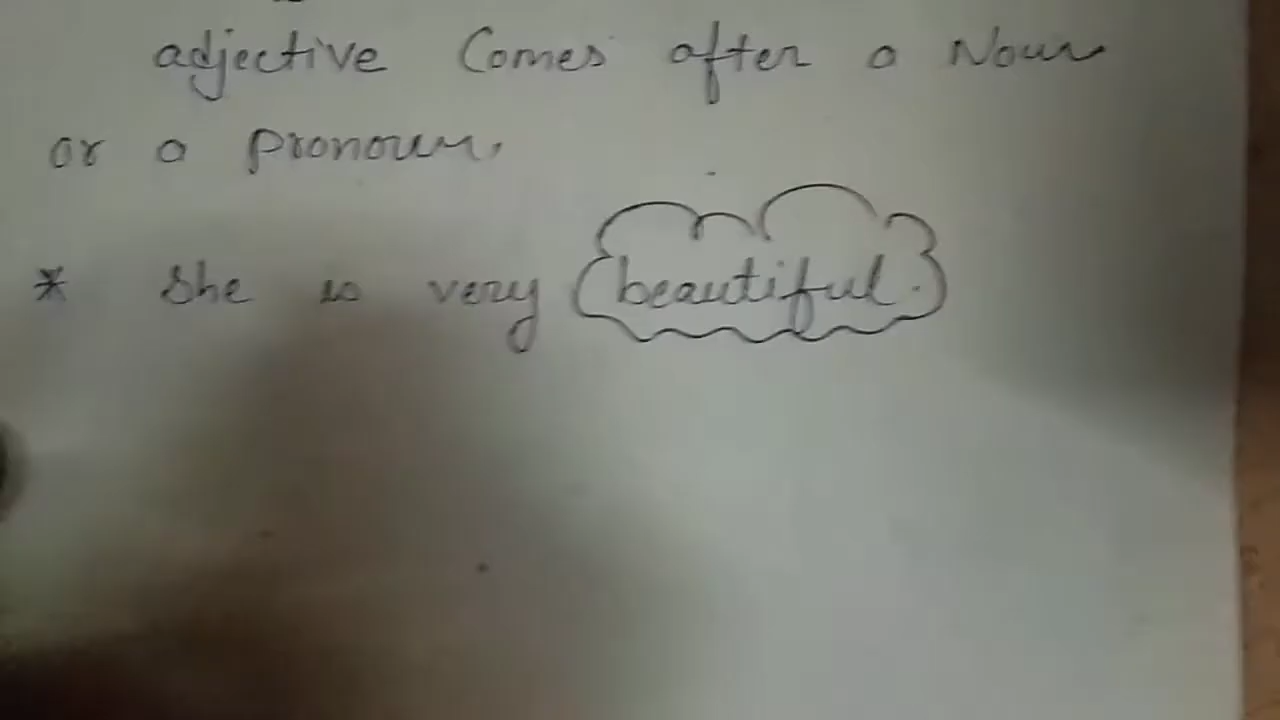 adjective Comes after a Noun
or a pronoun.
* She is very beautiful.